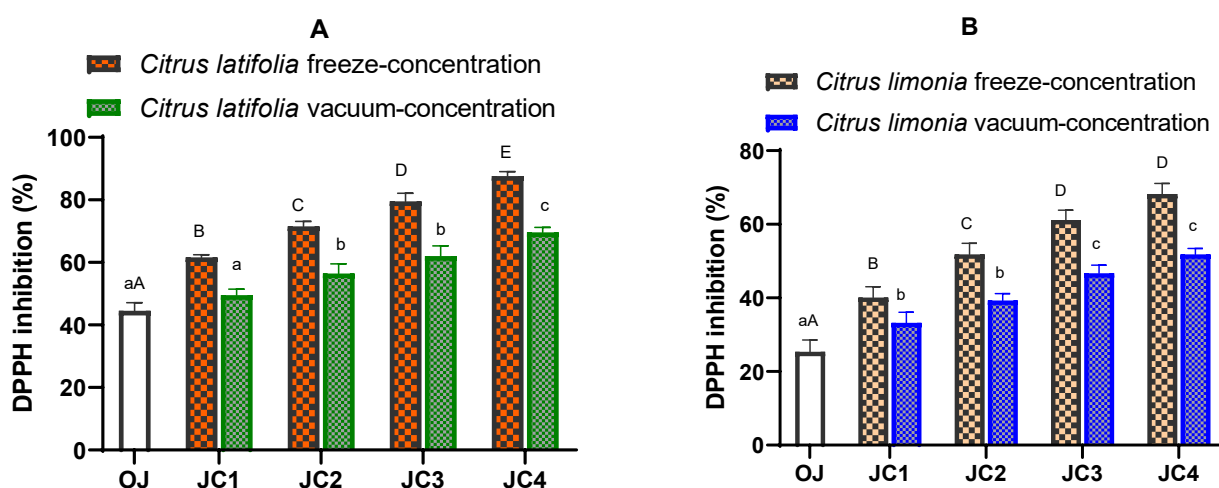 A
Citrus latifolia freeze-concentration
Citrus latifolia vacuum-concentration
DPPH inhibition (%)
100
80
60
40
20
0
aA
B
a
C
b
D
b
E
c
OJ JC1 JC2 JC3 JC4
B
Citrus limonia freeze-concentration
Citrus limonia vacuum-concentration
DPPH inhibition (%)
80
60
40
20
0
aA
B
b
C
b
D
c
D
c
OJ JC1 JC2 JC3 JC4